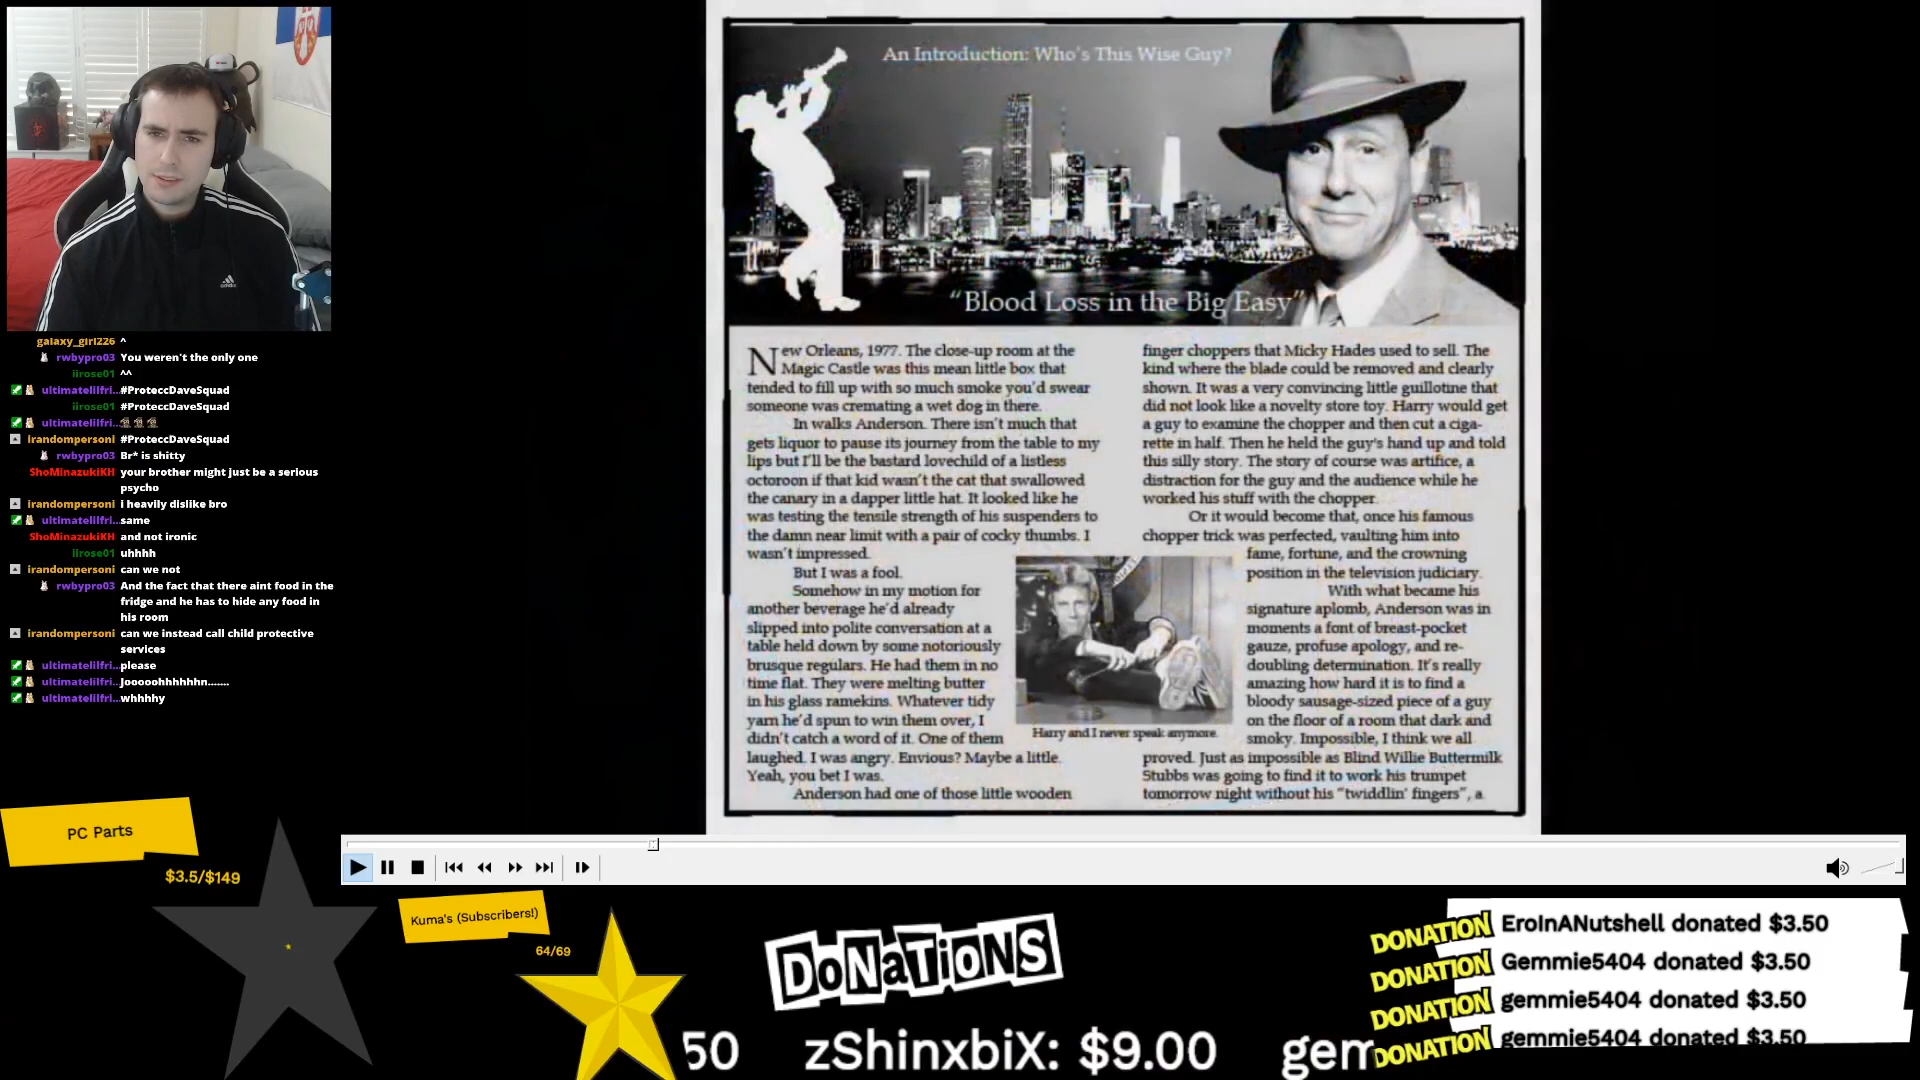 An Introduction: Who's This Wise Guy?
"Blood Loss in the Big Easy"
New Orleans, 1977. The close-up room at the
Magic Castle was this mean little box that
tended to fill up with so much smoke you'd swear
someone was cremating a wet dog in there.
In walks Anderson. There isn't much that
gets liquor to pause its journey from the table to my
lips but I'll be the bastard lovechild of a listless
octoroon if that kid wasn't the cat that swallowed
the canary in a dapper little hat. It looked like he
was testing the tensile strength of his suspenders to
the damn near limit with a pair of cocky thumbs. I
wasn't impressed.
But I was a fool.
Somehow in my motion for
another beverage he'd already
slipped into polite conversation at a
table held down by some notoriously
brusque regulars. He had them in no
time flat. They were melting butter
in his glass ramekins. Whatever tidy
yarn he'd spun to win them over, I
didn't catch a word of it. One of them
laughed. I was angry. Envious? Maybe a little.
Yeah, you bet I was.
Anderson had one of those little wooden
finger choppers that Micky Hades used to sell. The
kind where the blade could be removed and clearly
shown. It was a very convincing little guillotine that
did not look like a novelty store toy. Harry would get
a guy to examine the chopper and then cut a ciga-
rette in half. Then he held the guy's hand up and told
this silly story. The story of course was artifice, a
distraction for the guy and the audience while he
worked his stuff with the chopper.
Or it would become that, once his famous
chopper trick was perfected, vaulting him into
fame, fortune, and the crowning
position in the television judiciary.
With what became his
signature aplomb, Anderson was in
moments a font of breast-pocket
gauze, profuse apology, and re-
doubling determination. It's really
amazing how hard it is to find a
bloody sausage-sized piece of a guy
on the floor of a room that dark and
smoky. Impossible, I think we all
proved. Just as impossible as Blind Willie Buttermilk
Stubbs was going to find it to work his trumpet
tomorrow night without his "twiddlin' fingers", a
Harry and I never speak anymore.
adidas
galaxy_girl226 ^
rwbypro03 You weren't the only one
iirose01 ^^
ultimatelilfri... #ProteccDaveSquad
iirose01 #ProteccDaveSquad
ultimatelilfri...
irandompersoni #ProteccDaveSquad
rwbypro03 Br* is shitty
ShoMinazukiKH your brother might just be a serious
psycho
irandompersoni i heavily dislike bro
ultimatelilfri... same
ShoMinazukiKH and not ironic
iirose01 uhhhh
irandompersoni can we not
rwbypro03 And the fact that there aint food in the
fridge and he has to hide any food in
his room
irandompersoni can we instead call child protective
services
ultimatelilfri... please
ultimatelilfri... Jooooohhhhhhn.......
ultimatelilfri... whhhhy
PC Parts
$3.5/$149
Kuma's (Subscribers!)
64/69
DoNaTiONS
50 zShinxbiX: $9.00 gem
DONATION EroInANutshell donated $3.50
DONATION Gemmie5404 donated $3.50
DONATION gemmie5404 donated $3.50
DONATION gemmie5404 donated $3.50